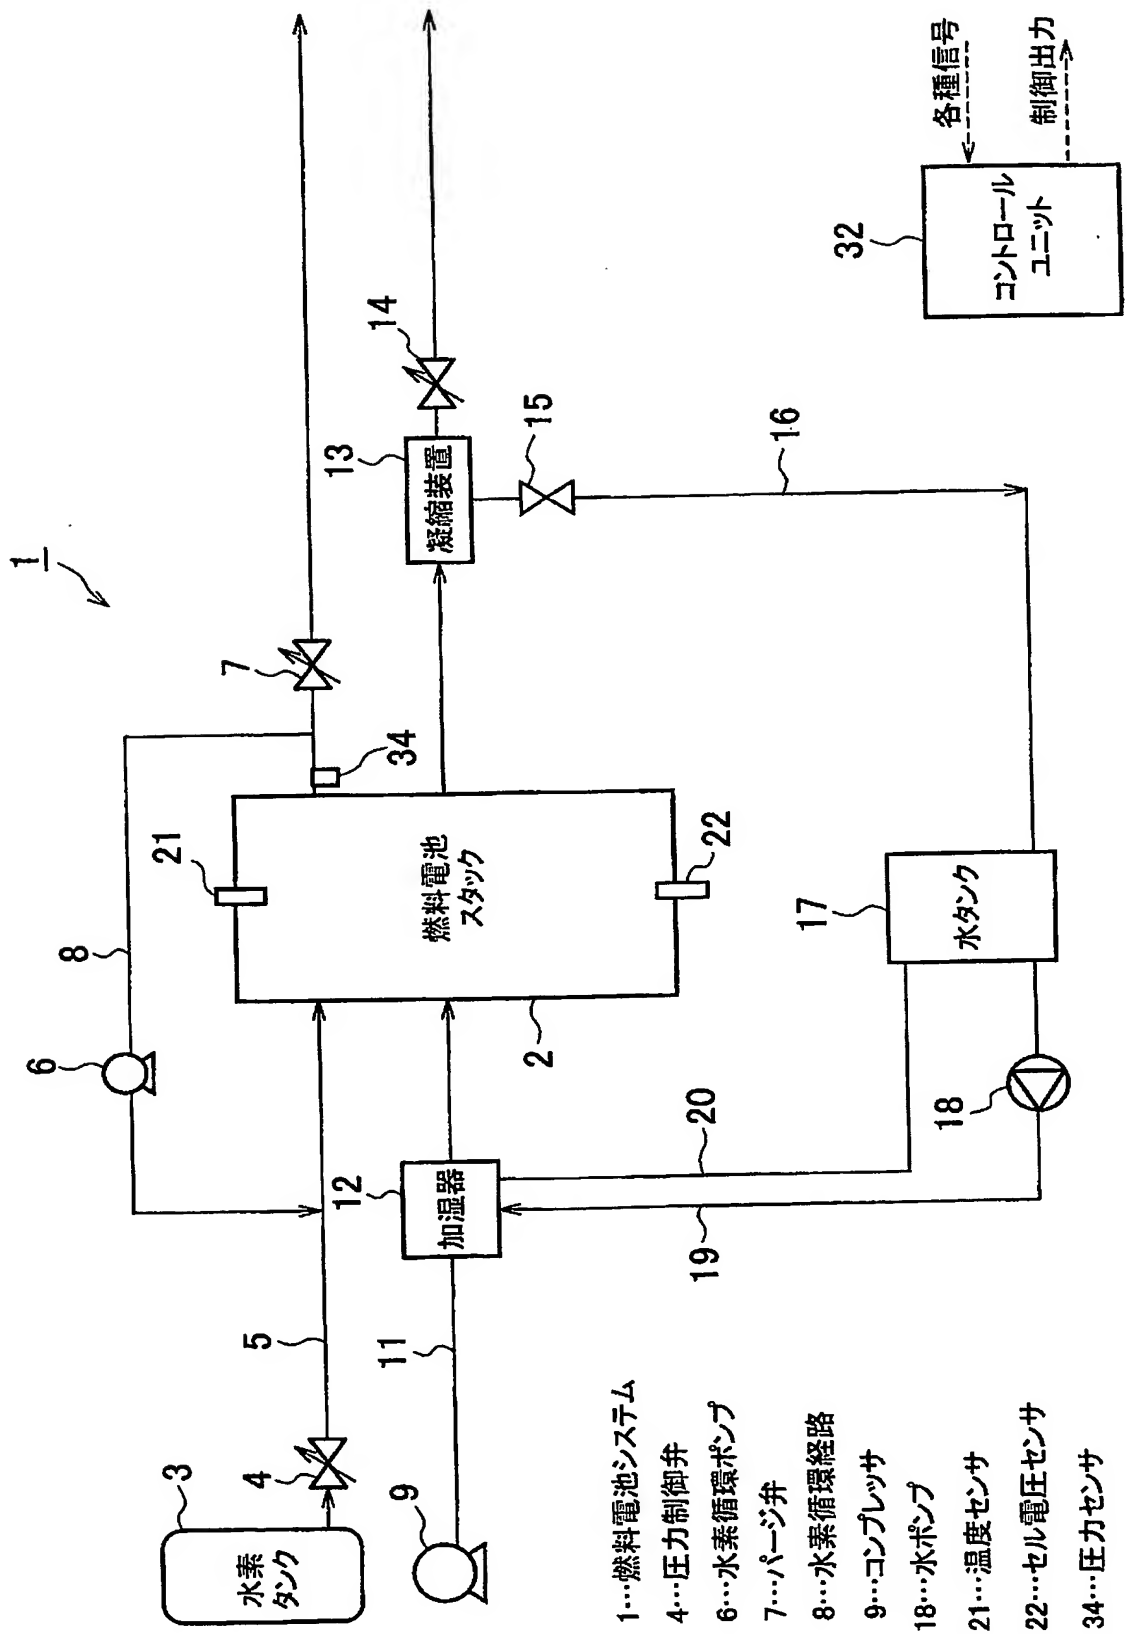 1
水素
タンク
3
4
5
6
8
7
21
34
燃料電池
スタック
2
22
9
11
加湿器
12
凝縮装置
13
14
15
16
水タンク
17
18
19
20
コントロール
ユニット
32
各種信号
制御出力
1…燃料電池システム
4…圧力制御弁
6…水素循環ポンプ
7…パージ弁
8…水素循環経路
9…コンプレッサ
18…水ポンプ
21…温度センサ
22…セル電圧センサ
34…圧力センサ